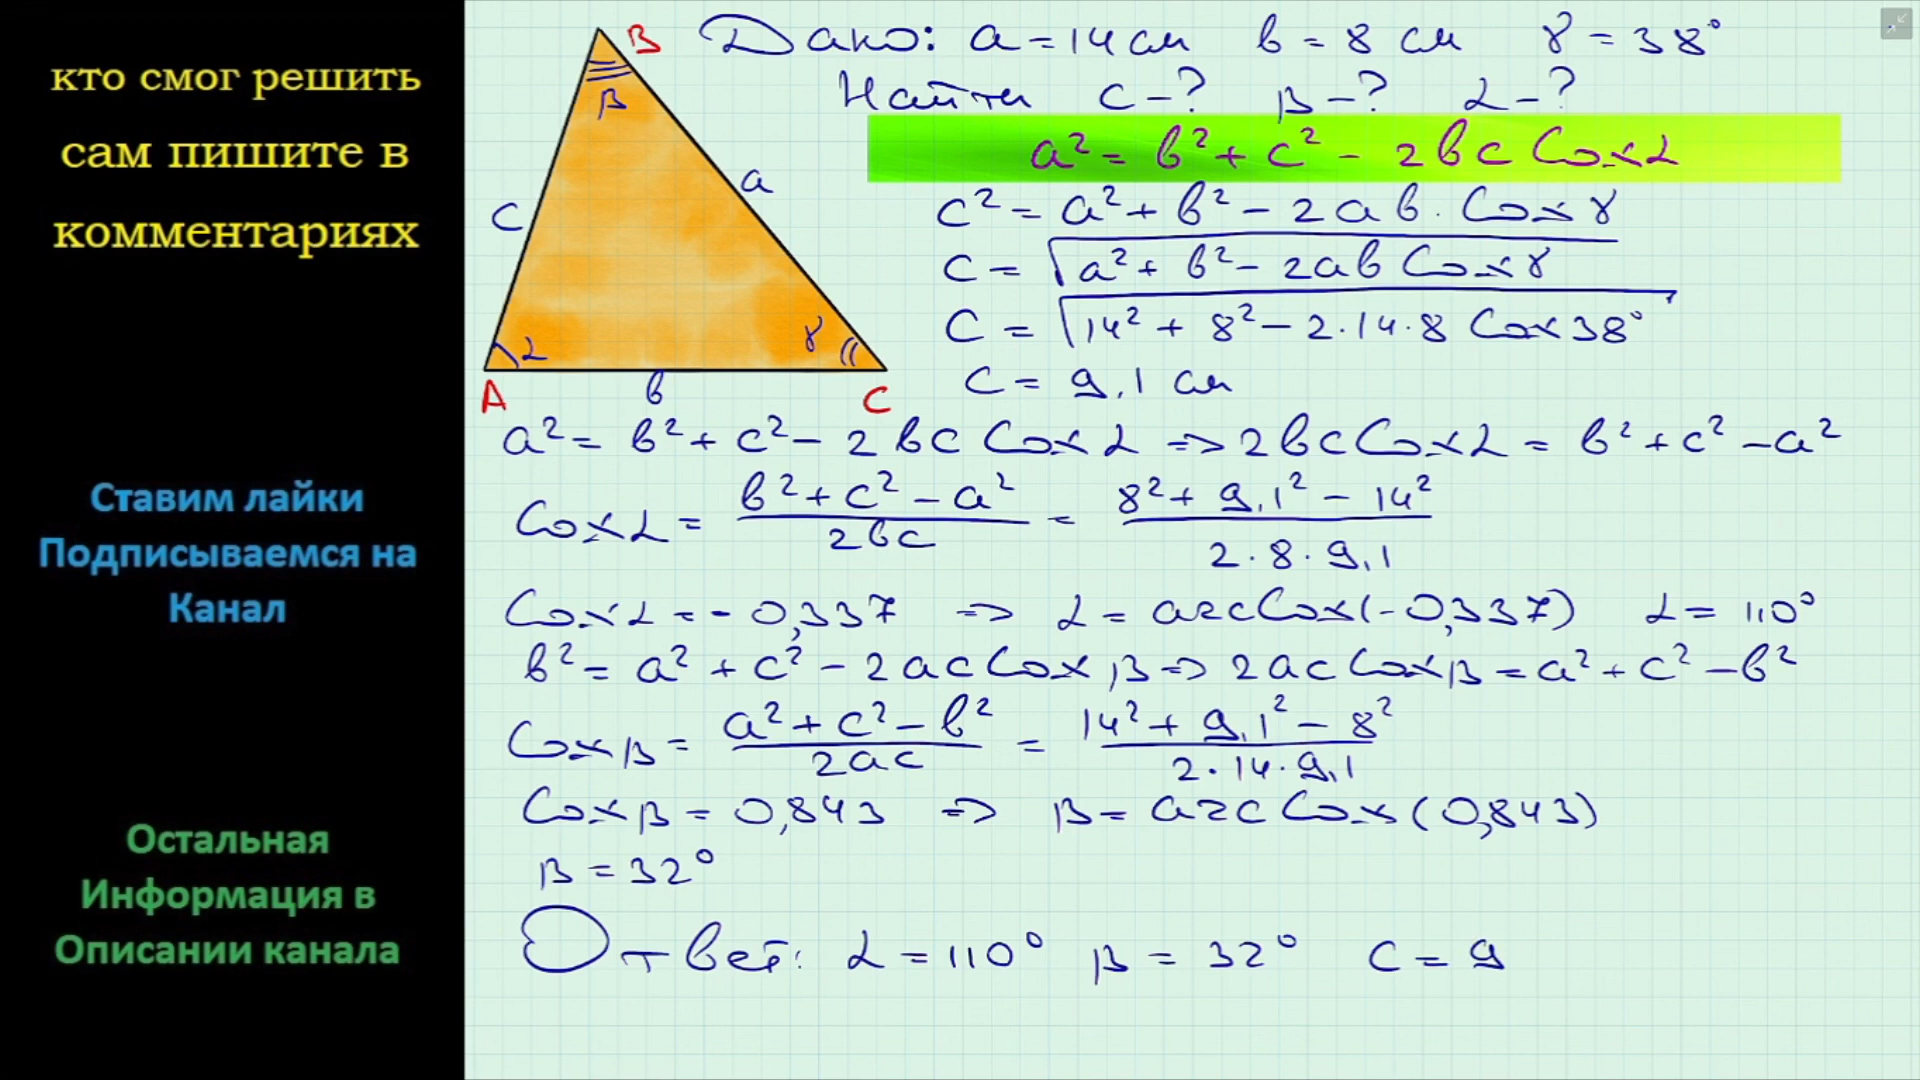 кто смог решить
сам пишите в
комментариях
Ставим лайки
Подписываемся на
Канал
Остальная
Информация в
Описании канала
B
β
c
a
α
γ
A
b
C
Дано: a = 14 см b = 8 см γ = 38°
Найти c - ? β - ? α - ?
a² = b² + c² - 2bc Cos α
c² = a² + b² - 2ab · Cos γ
c = √a² + b² - 2ab Cos γ
c = √14² + 8² - 2·14·8 Cos 38°
c = 9,1 см
a² = b² + c² - 2bc Cos α => 2bc Cos α = b² + c² - a²
Cos α = (b² + c² - a²)/(2bc) = (8² + 9,1² - 14²)/(2·8·9,1)
Cos α = - 0,337 => α = arcCos(-0,337) α = 110°
b² = a² + c² - 2ac Cos β => 2ac Cos β = a² + c² - b²
Cos β = (a² + c² - b²)/(2ac) = (14² + 9,1² - 8²)/(2·14·9,1)
Cos β = 0,843 => β = arcCos(0,843)
β = 32°
Ответ: α = 110° β = 32° c = 9